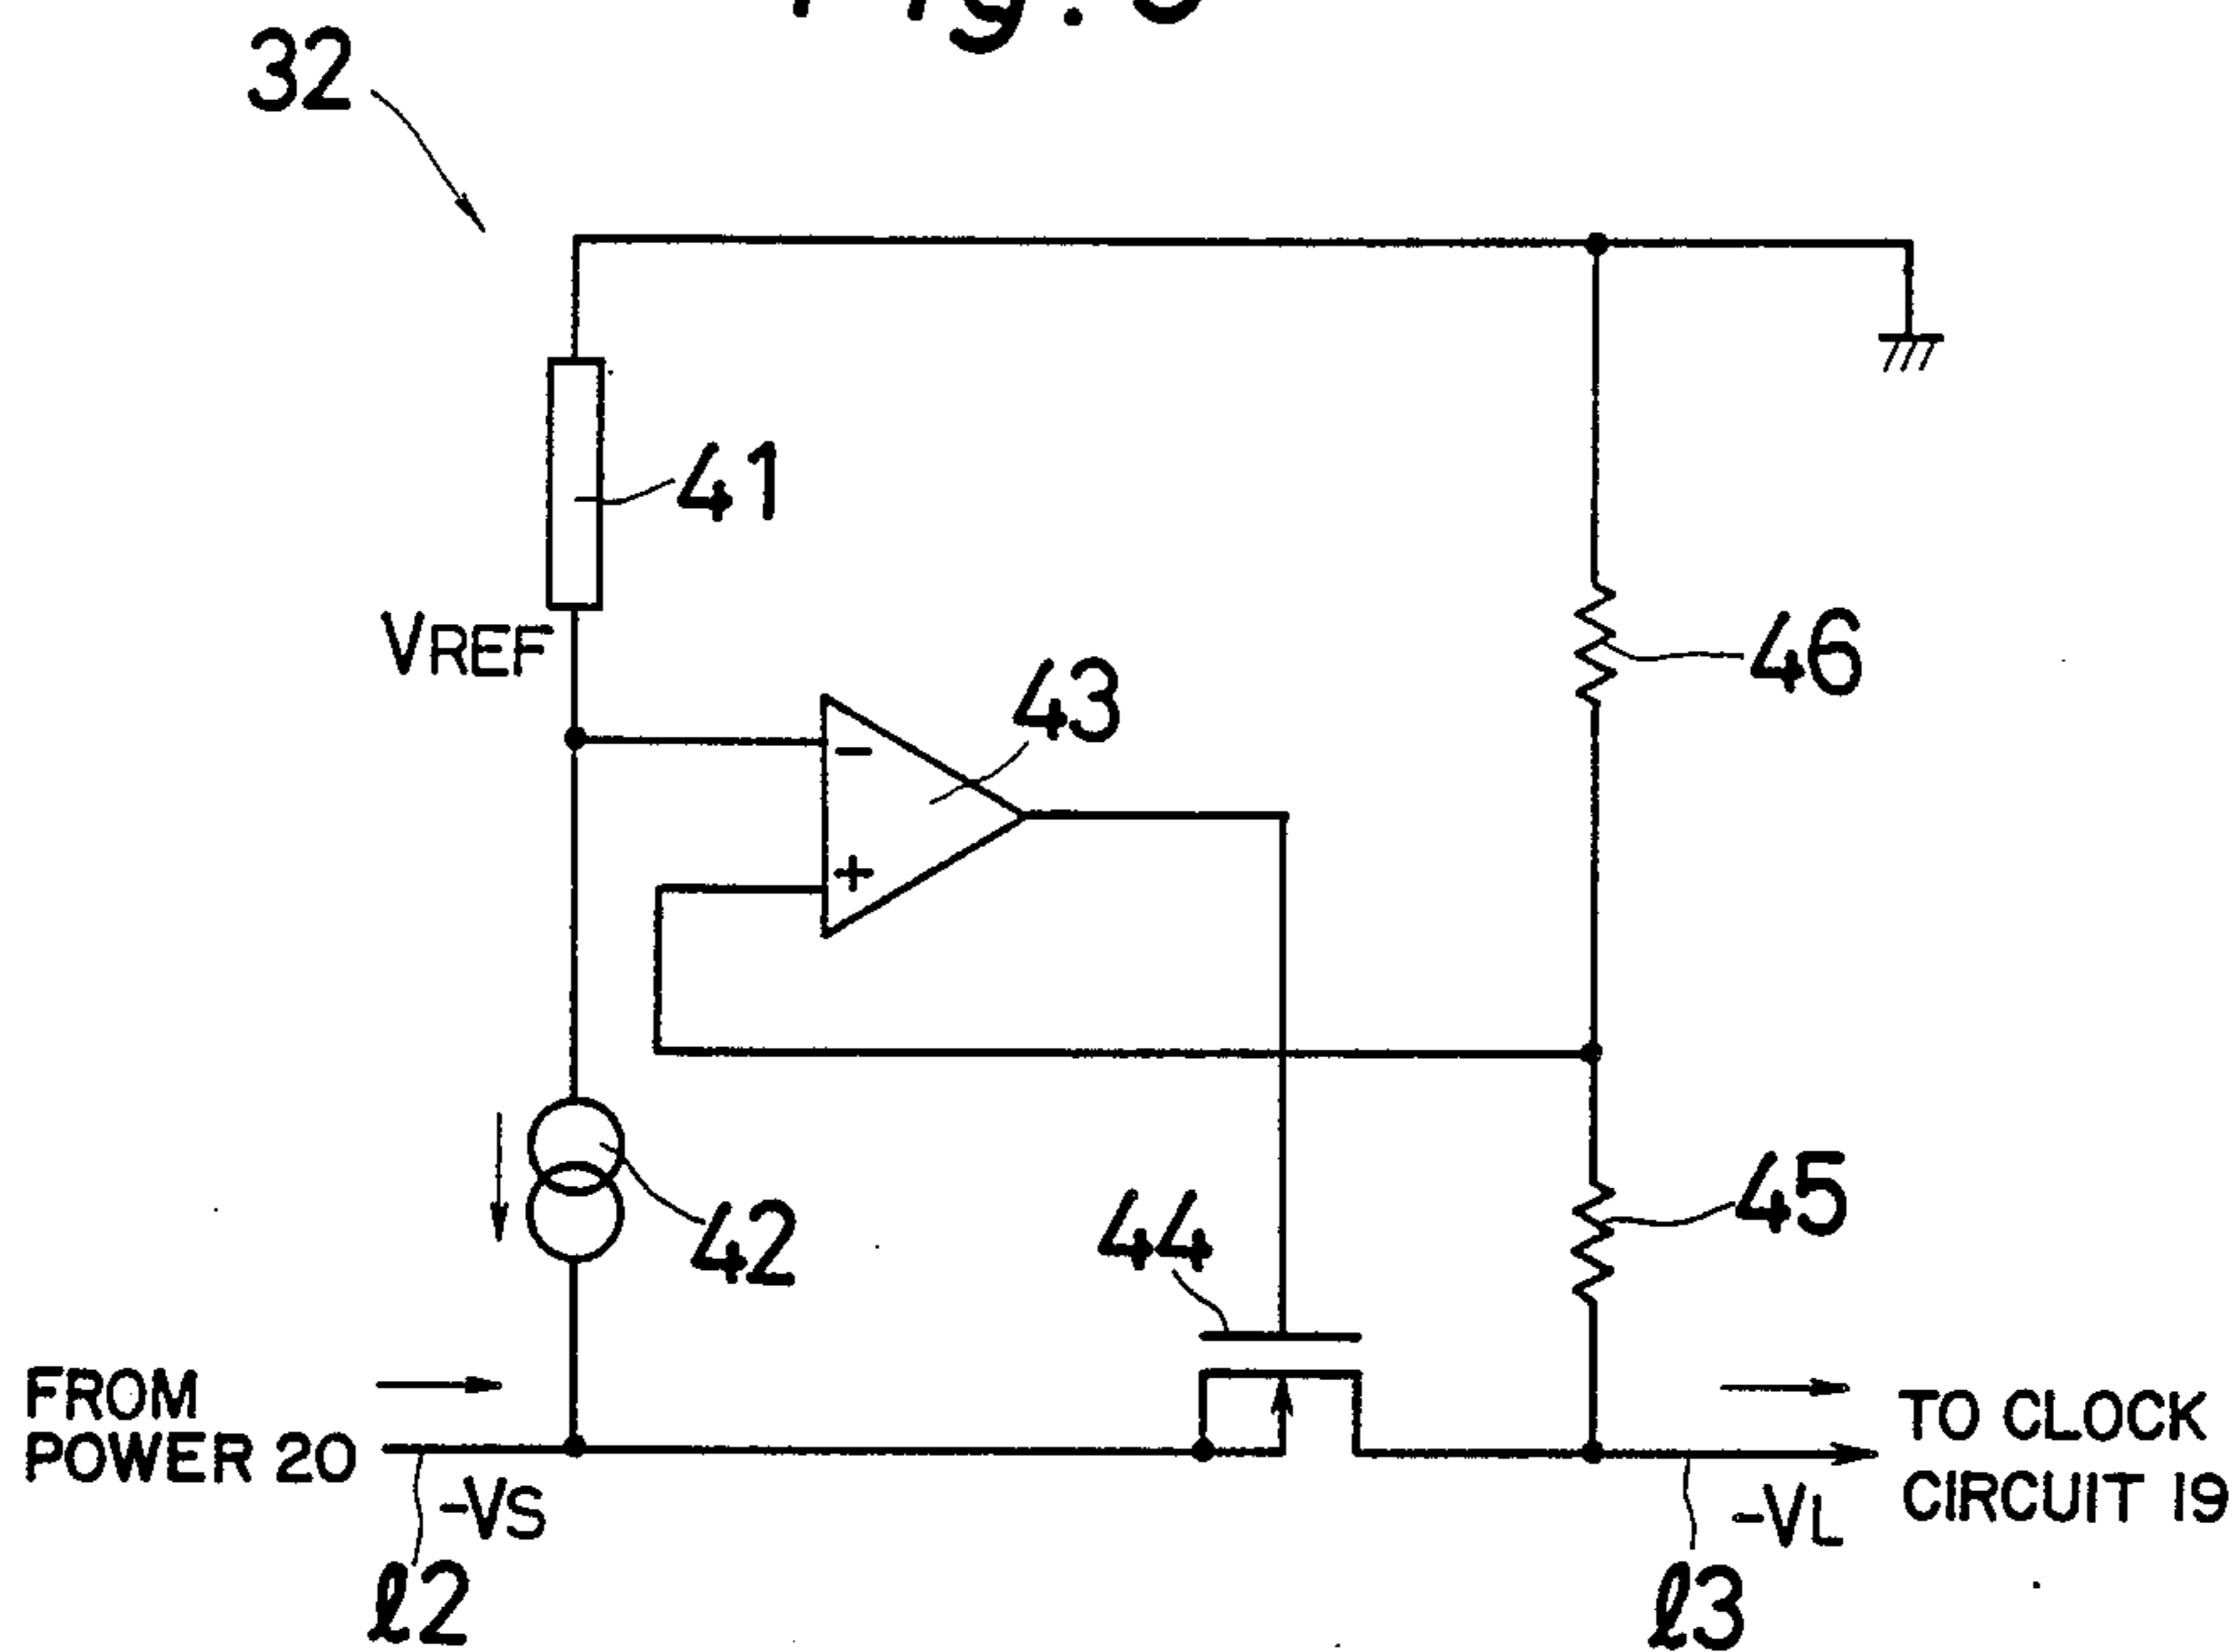 32
41
VREF
43
46
-
+
42
44
45
FROM
POWER 20
-VS
ℓ2
TO CLOCK
CIRCUIT 19
-VL
ℓ3